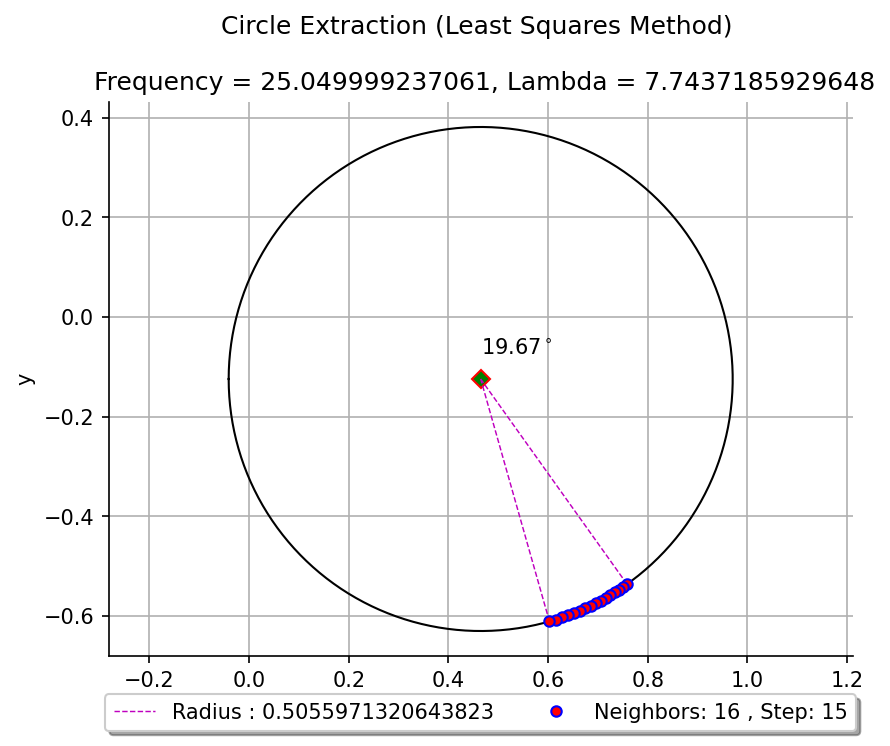 Circle Extraction (Least Squares Method)
Frequency = 25.049999237061, Lambda = 7.7437185929648
0.4
0.2
0.0
−0.2
−0.4
−0.6
y
19.67°
−0.2 0.0 0.2 0.4 0.6 0.8 1.0 1.2
Radius : 0.5055971320643823 Neighbors: 16 , Step: 15